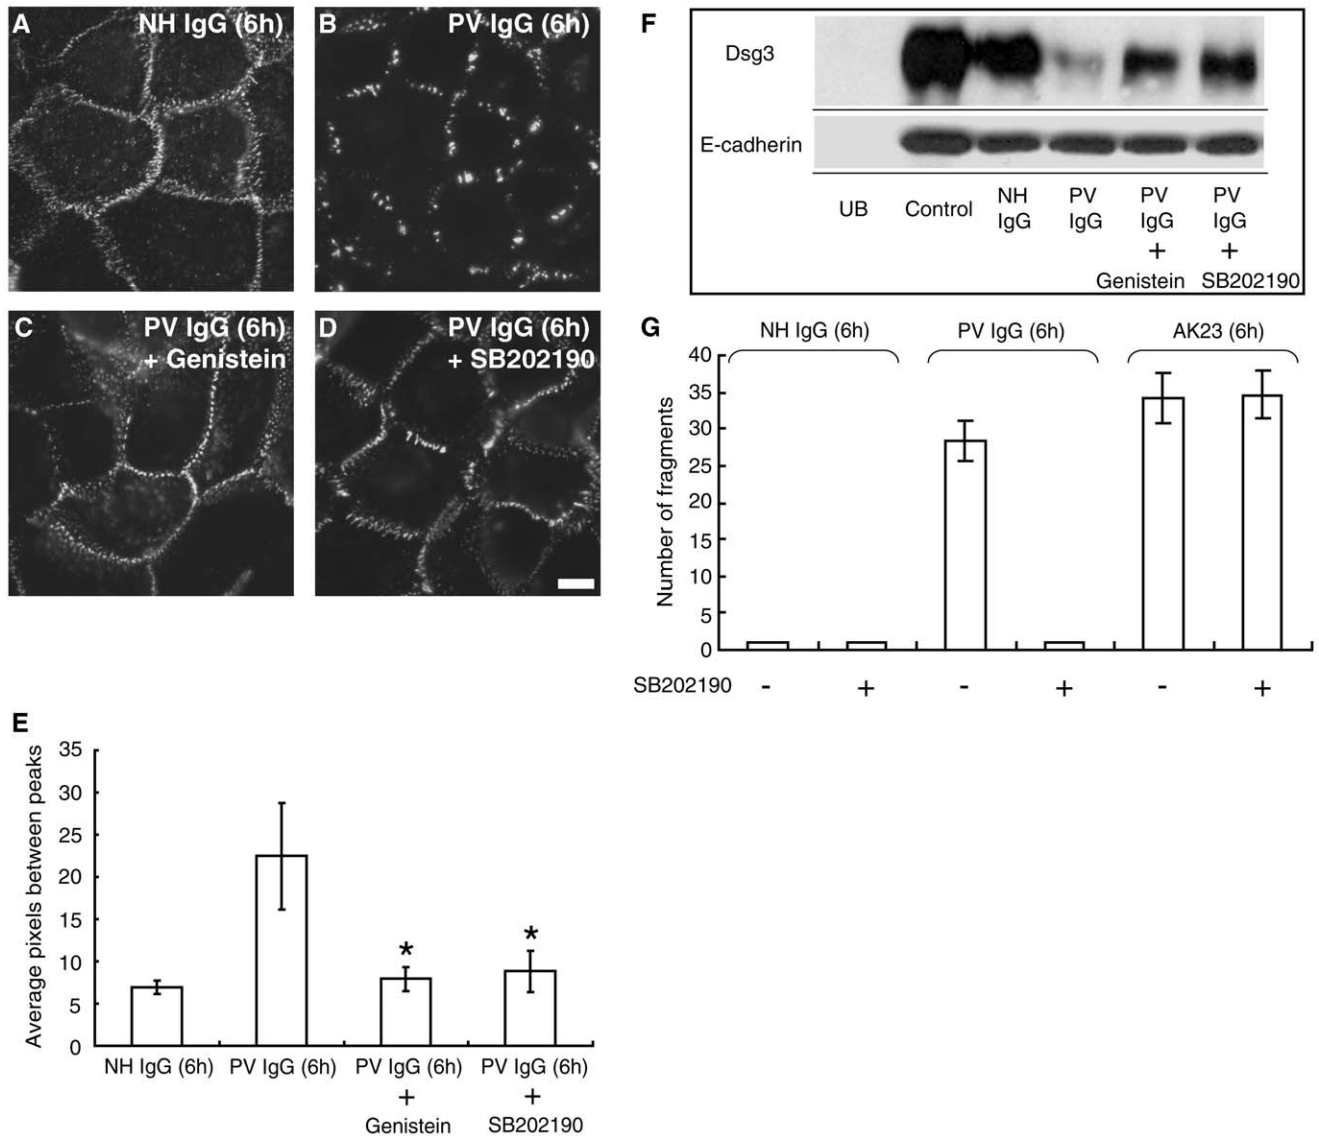 A
NH IgG (6h)
B
PV IgG (6h)
C
PV IgG (6h)
+ Genistein
D
PV IgG (6h)
+ SB202190
E
Average pixels between peaks
35
30
25
20
15
10
5
0
*
*
NH IgG (6h)
PV IgG (6h)
PV IgG (6h)
+
Genistein
PV IgG (6h)
+
SB202190
F
Dsg3
E-cadherin
UB
Control
NH
IgG
PV
IgG
PV
IgG
+
Genistein
PV
IgG
+
SB202190
G
NH IgG (6h)
PV IgG (6h)
AK23 (6h)
Number of fragments
40
35
30
25
20
15
10
5
0
SB202190 - + - + - +